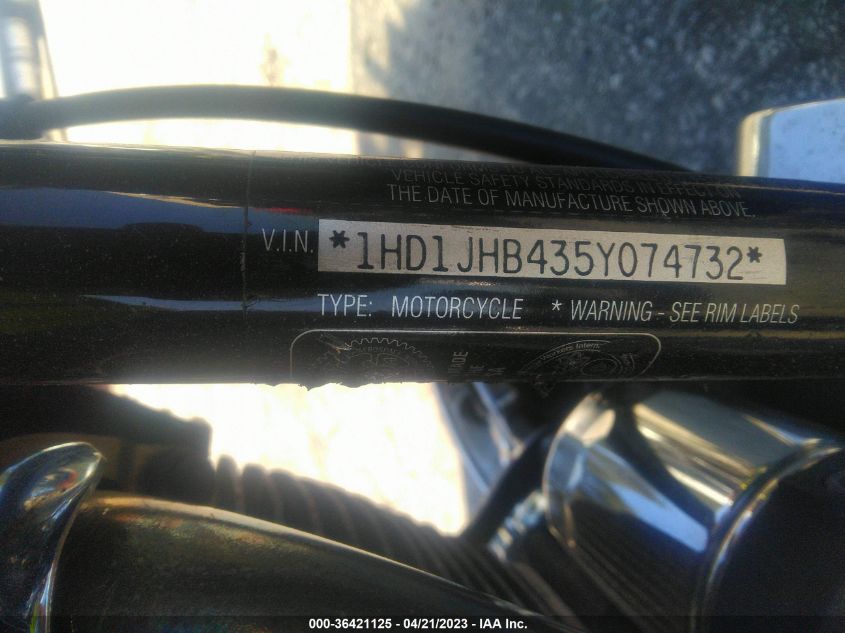 VEHICLE SAFETY STANDARDS IN EFFECT ON
THE DATE OF MANUFACTURE SHOWN ABOVE.
V.I.N. *1HD1JHB435Y074732*
TYPE: MOTORCYCLE * WARNING - SEE RIM LABELS
MADE
000-36421125 - 04/21/2023 - IAA Inc.